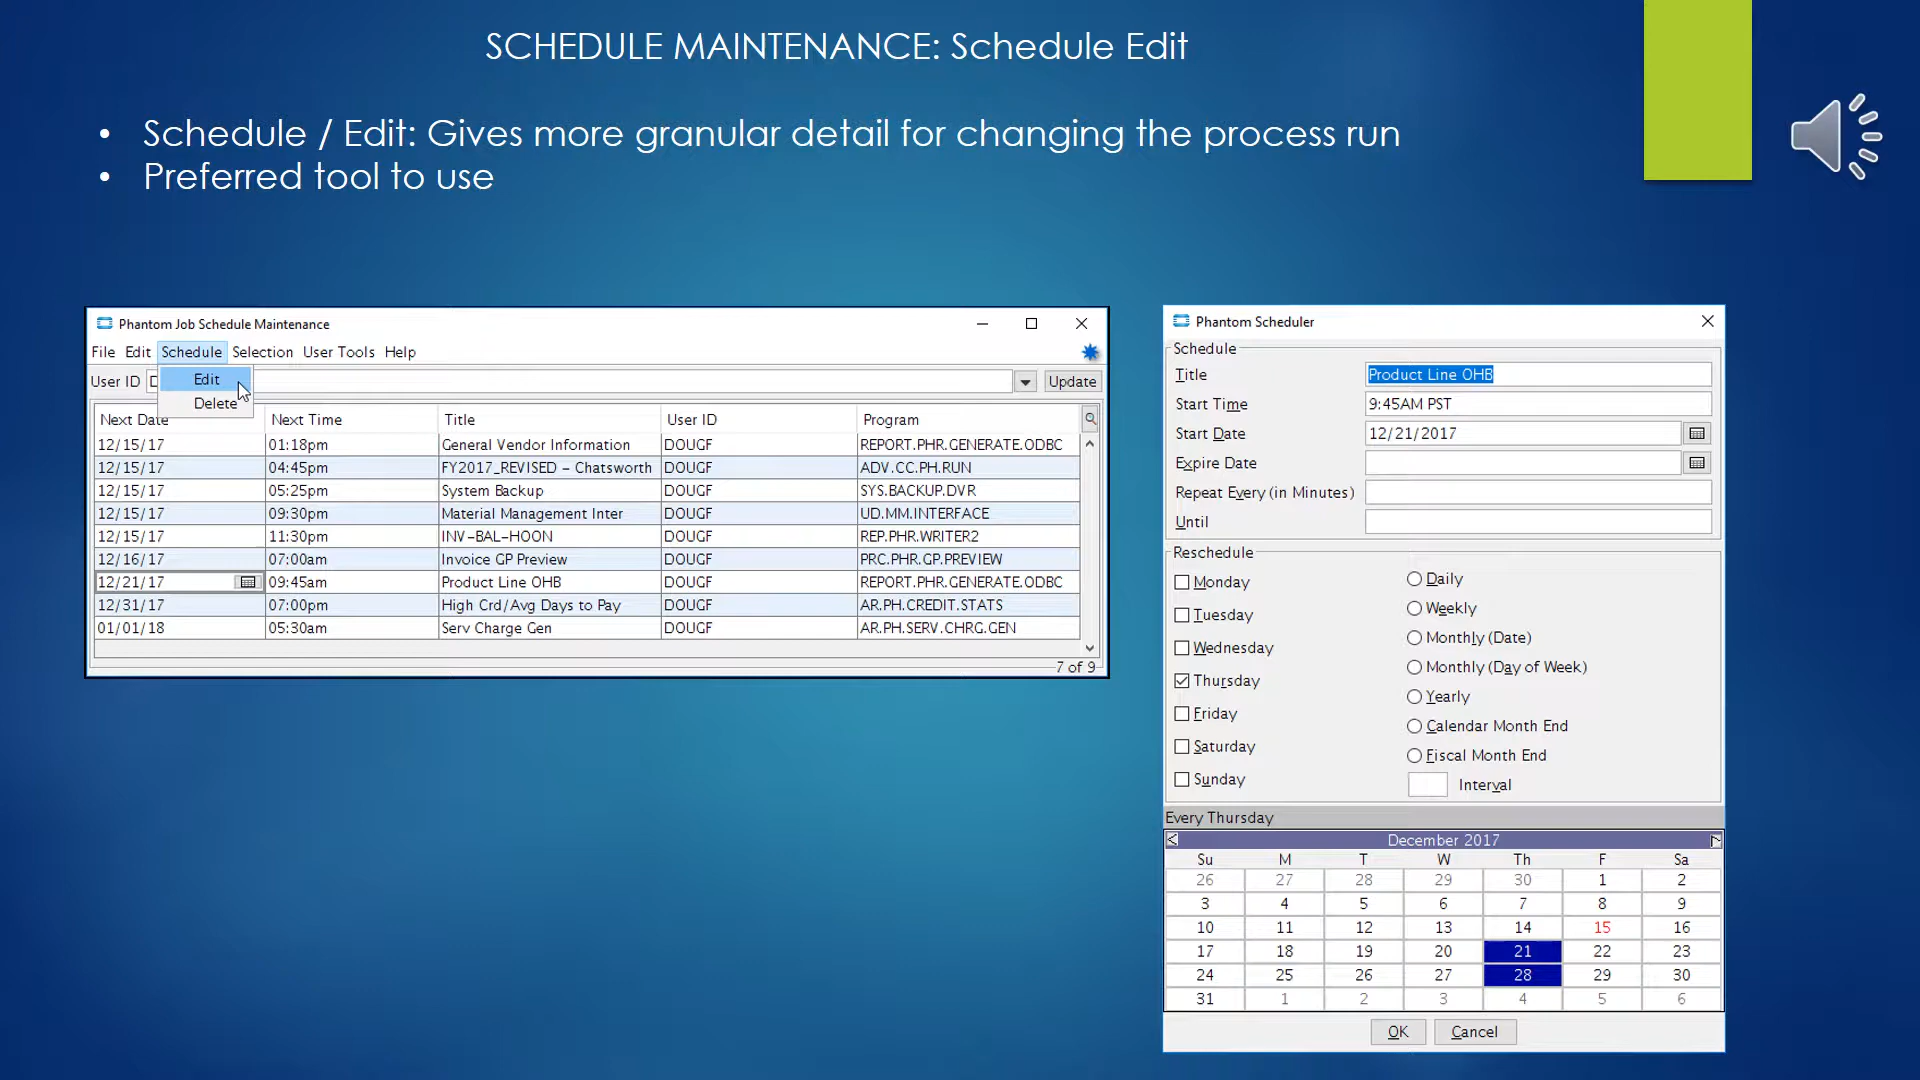 SCHEDULE MAINTENANCE: Schedule Edit
• Schedule / Edit: Gives more granular detail for changing the process run
• Preferred tool to use
Phantom Job Schedule Maintenance
File Edit Schedule Selection User Tools Help
User ID D Update
Edit
Delete
Next Date Next Time Title User ID Program
12/15/17 01:18pm General Vendor Information DOUGF REPORT.PHR.GENERATE.ODBC
12/15/17 04:45pm FY2017_REVISED - Chatsworth DOUGF ADV.CC.PH.RUN
12/15/17 05:25pm System Backup DOUGF SYS.BACKUP.DVR
12/15/17 09:30pm Material Management Inter DOUGF UD.MM.INTERFACE
12/15/17 11:30pm INV-BAL-HOON DOUGF REP.PHR.WRITER2
12/16/17 07:00am Invoice GP Preview DOUGF PRC.PHR.GP.PREVIEW
12/21/17 09:45am Product Line OHB DOUGF REPORT.PHR.GENERATE.ODBC
12/31/17 07:00pm High Crd/Avg Days to Pay DOUGF AR.PH.CREDIT.STATS
01/01/18 05:30am Serv Charge Gen DOUGF AR.PH.SERV.CHRG.GEN
7 of 9
Phantom Scheduler
Schedule
Title Product Line OHB
Start Time 9:45AM PST
Start Date 12/21/2017
Expire Date
Repeat Every (in Minutes)
Until
Reschedule
Monday Daily
Tuesday Weekly
Wednesday Monthly (Date)
Thursday Monthly (Day of Week)
Friday Yearly
Saturday Calendar Month End
Sunday Fiscal Month End
Interval
Every Thursday
December 2017
Su M T W Th F Sa
26 27 28 29 30 1 2
3 4 5 6 7 8 9
10 11 12 13 14 15 16
17 18 19 20 21 22 23
24 25 26 27 28 29 30
31 1 2 3 4 5 6
OK Cancel